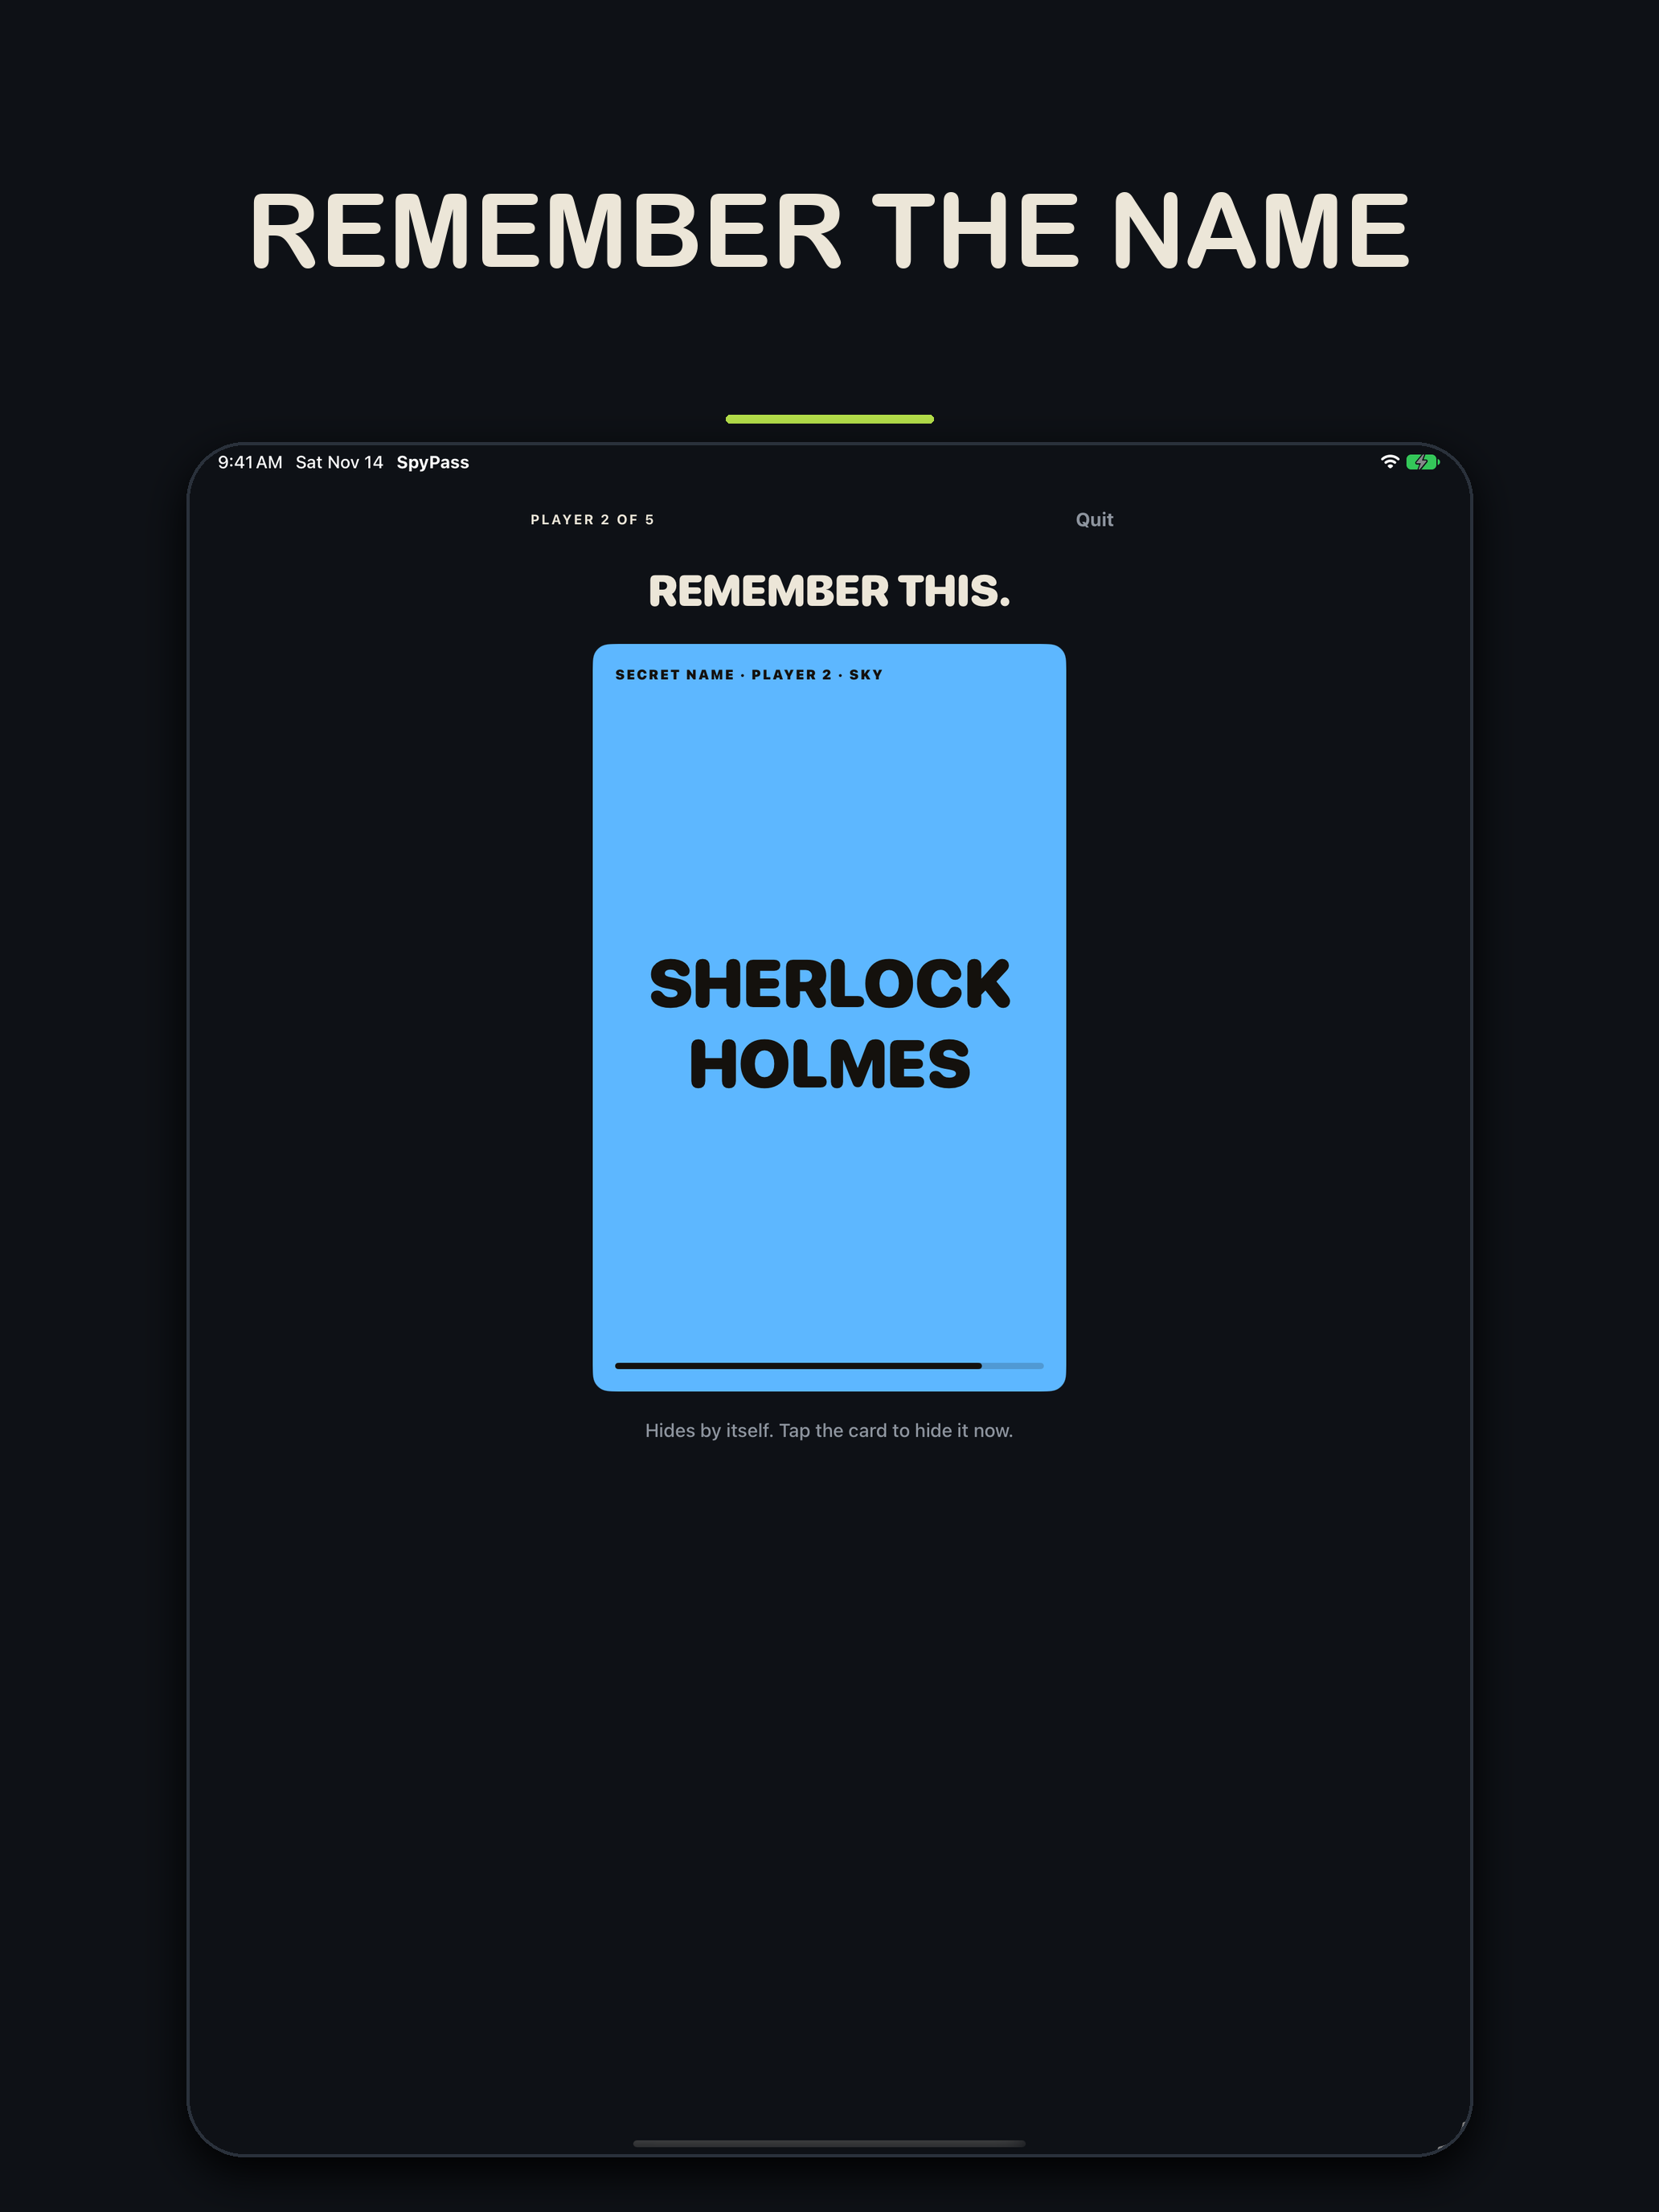 REMEMBER THE NAME
9:41 AM Sat Nov 14 SpyPass
PLAYER 2 OF 5
Quit
REMEMBER THIS.
SECRET NAME · PLAYER 2 · SKY
SHERLOCK
HOLMES
Hides by itself. Tap the card to hide it now.